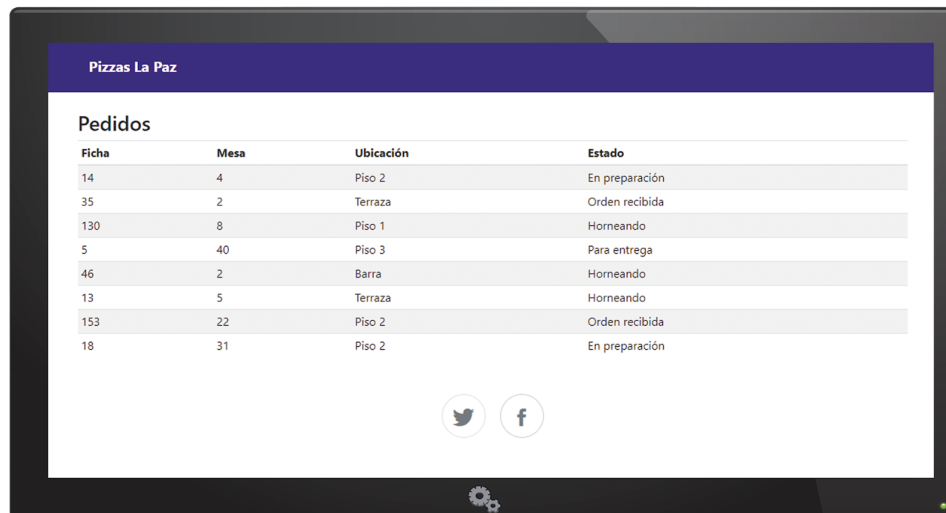 Pizzas La Paz
Pedidos
Ficha Mesa Ubicación Estado
14 4 Piso 2 En preparación
35 2 Terraza Orden recibida
130 8 Piso 1 Horneando
5 40 Piso 3 Para entrega
46 2 Barra Horneando
13 5 Terraza Horneando
153 22 Piso 2 Orden recibida
18 31 Piso 2 En preparación